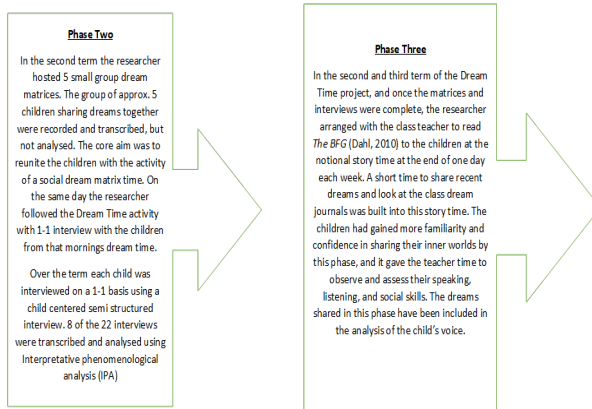 Phase Two
In the second term the researcher
hosted 5 small group dream
matrices. The group of approx. 5
children sharing dreams together
were recorded and transcribed, but
not analysed. The core aim was to
reunite the children with the activity
of a social dream matrix time. On
the same day the researcher
followed the Dream Time activity
with 1-1 interview with the children
from that mornings dream time.
Over the term each child was
interviewed on a 1-1 basis using a
child centered semi structured
interview. 8 of the 22 interviews
were transcribed and analysed using
Interpretative phenomenological
analysis (IPA)
Phase Three
In the second and third term of the Dream
Time project, and once the matrices and
interviews were complete, the researcher
arranged with the class teacher to read
The BFG (Dahl, 2010) to the children at the
notional story time at the end of one day
each week. A short time to share recent
dreams and look at the class dream
journals was built into this story time. The
children had gained more familiarity and
confidence in sharing their inner worlds by
this phase, and it gave the teacher time to
observe and assess their speaking,
listening, and social skills. The dreams
shared in this phase have been included in
the analysis of the child's voice.